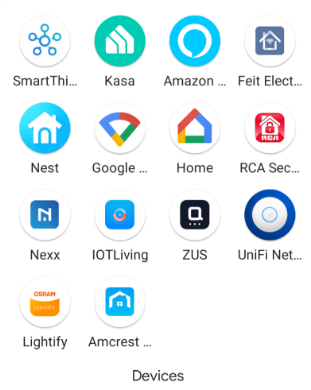 SmartThi...
Kasa
Amazon ...
Feit Elect...
RCA
Nest
Google ...
Home
RCA Sec...
Nexx
IOTLiving
ZUS
UniFi Net...
OSRAM
LIGHTIFY
Lightify
Amcrest ...
Devices